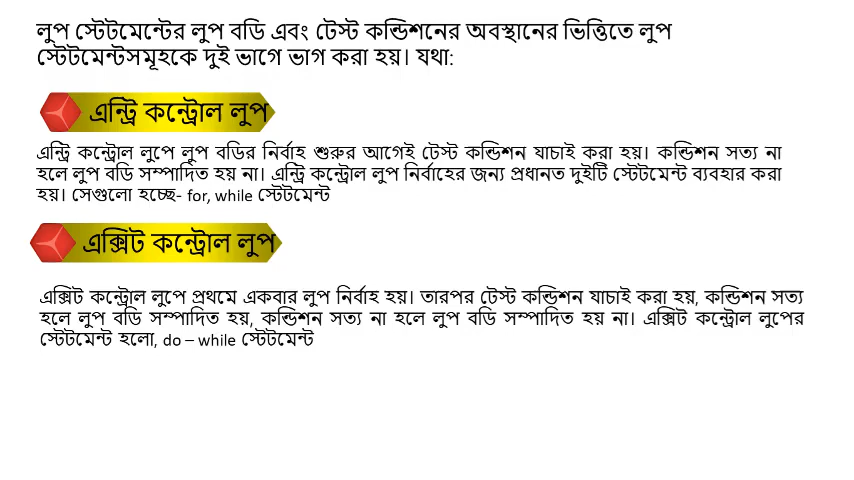 লুপ স্টেটমেন্টের লুপ বডি এবং টেস্ট কন্ডিশনের অবস্থানের ভিত্তিতে লুপ
স্টেটমেন্টসমূহকে দুই ভাগে ভাগ করা হয়। যথা:
এন্ট্রি কন্ট্রোল লুপ
এন্ট্রি কন্ট্রোল লুপে লুপ বডির নির্বাহ শুরুর আগেই টেস্ট কন্ডিশন যাচাই করা হয়। কন্ডিশন সত্য না
হলে লুপ বডি সম্পাদিত হয় না। এন্ট্রি কন্ট্রোল লুপ নির্বাহের জন্য প্রধানত দুইটি স্টেটমেন্ট ব্যবহার করা
হয়। সেগুলো হচ্ছে- for, while স্টেটমেন্ট
এক্সিট কন্ট্রোল লুপ
এক্সিট কন্ট্রোল লুপে প্রথমে একবার লুপ নির্বাহ হয়। তারপর টেস্ট কন্ডিশন যাচাই করা হয়, কন্ডিশন সত্য
হলে লুপ বডি সম্পাদিত হয়, কন্ডিশন সত্য না হলে লুপ বডি সম্পাদিত হয় না। এক্সিট কন্ট্রোল লুপের
স্টেটমেন্ট হলো, do – while স্টেটমেন্ট